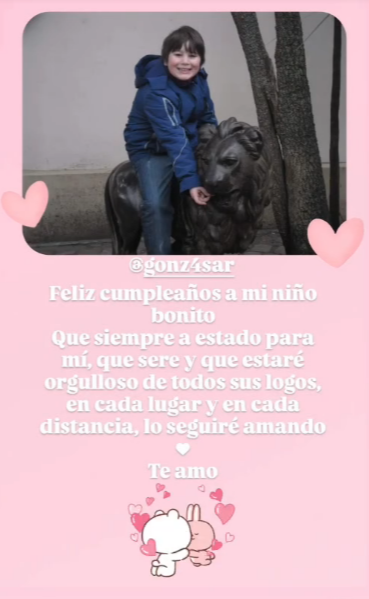 @gonz4sar
Feliz cumpleaños a mi niño
bonito
Que siempre a estado para
mí, que sere y que estaré
orgulloso de todos sus logos,
en cada lugar y en cada
distancia, lo seguiré amando
🤍
Te amo